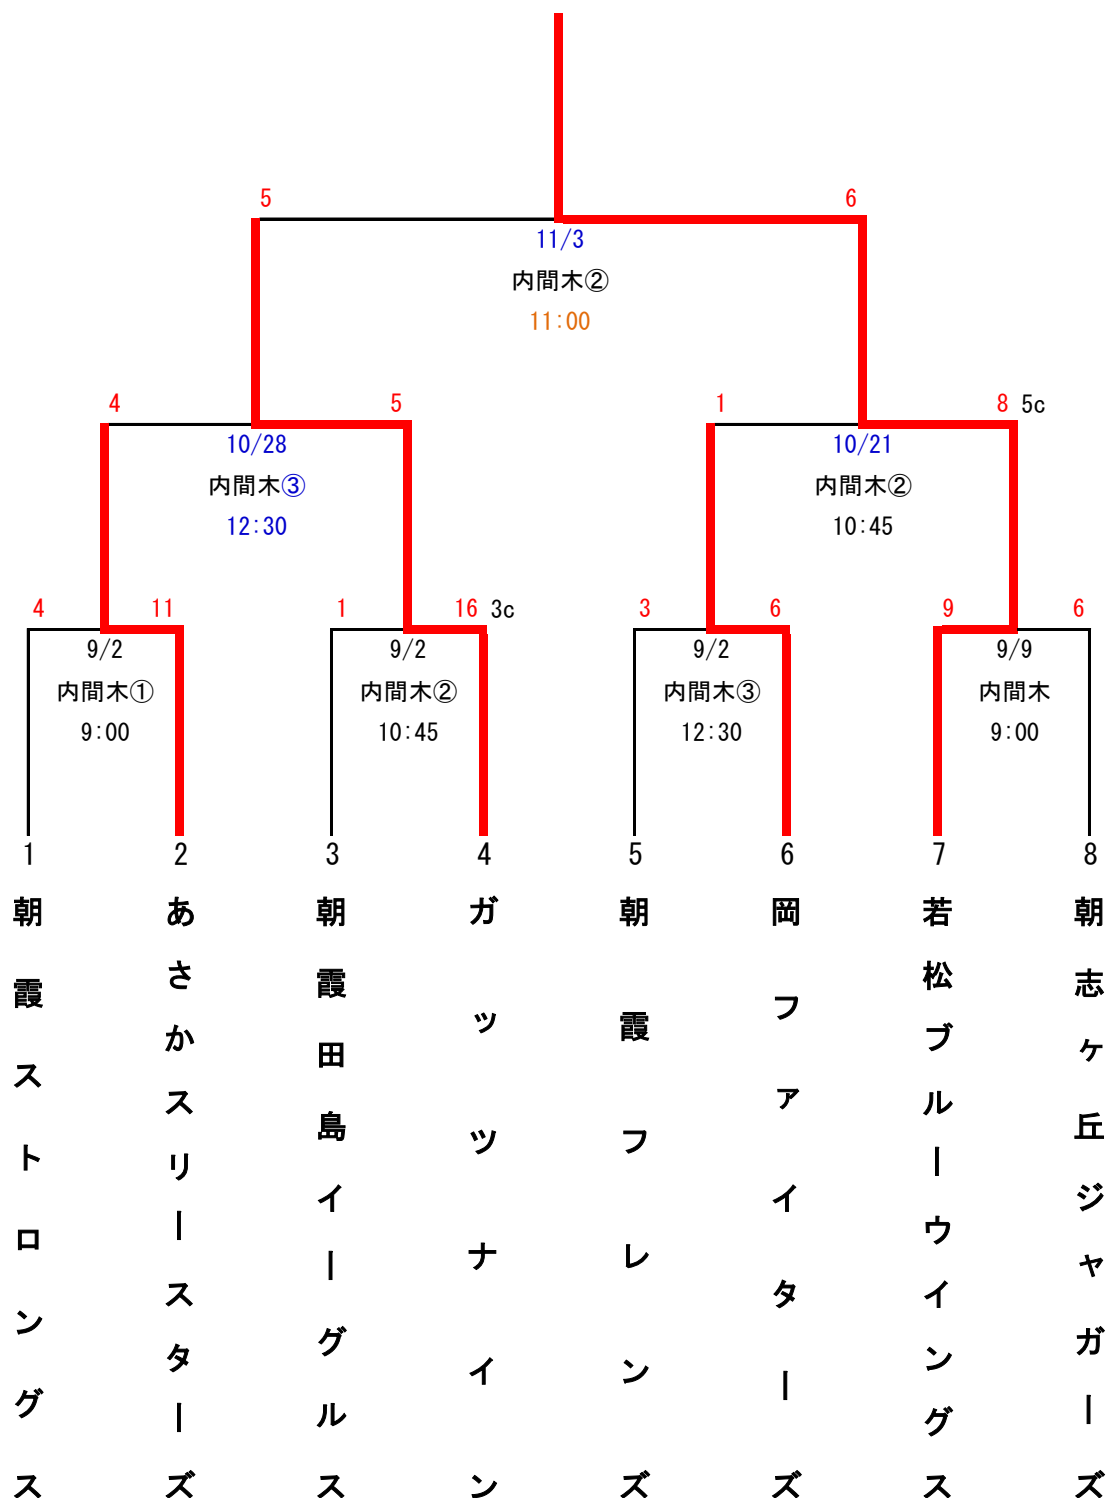 5 6
11/3
内間木②
11:00
4 5 1 8 5c
10/28 10/21
内間木③ 内間木②
12:30 10:45
4 11 1 16 3c 3 6 9 6
9/2 9/2 9/2 9/9
内間木① 内間木② 内間木③ 内間木
9:00 10:45 12:30 9:00
1 2 3 4 5 6 7 8
朝霞ストロングス
あさかスリースターズ
朝霞田島イーグルス
ガッツナイン
朝霞フレンズ
岡ファイターズ
若松ブルーウイングス
朝志ヶ丘ジャガーズ